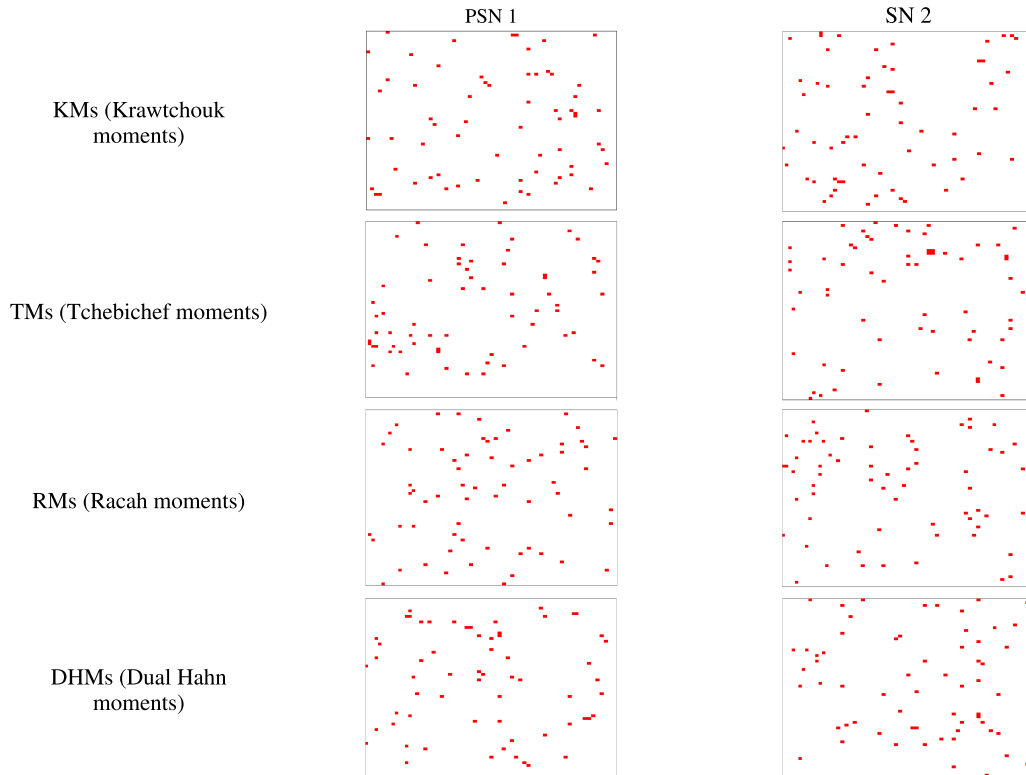 PSN 1
SN 2
KMs (Krawtchouk
moments)
TMs (Tchebichef moments)
RMs (Racah moments)
DHMs (Dual Hahn
moments)